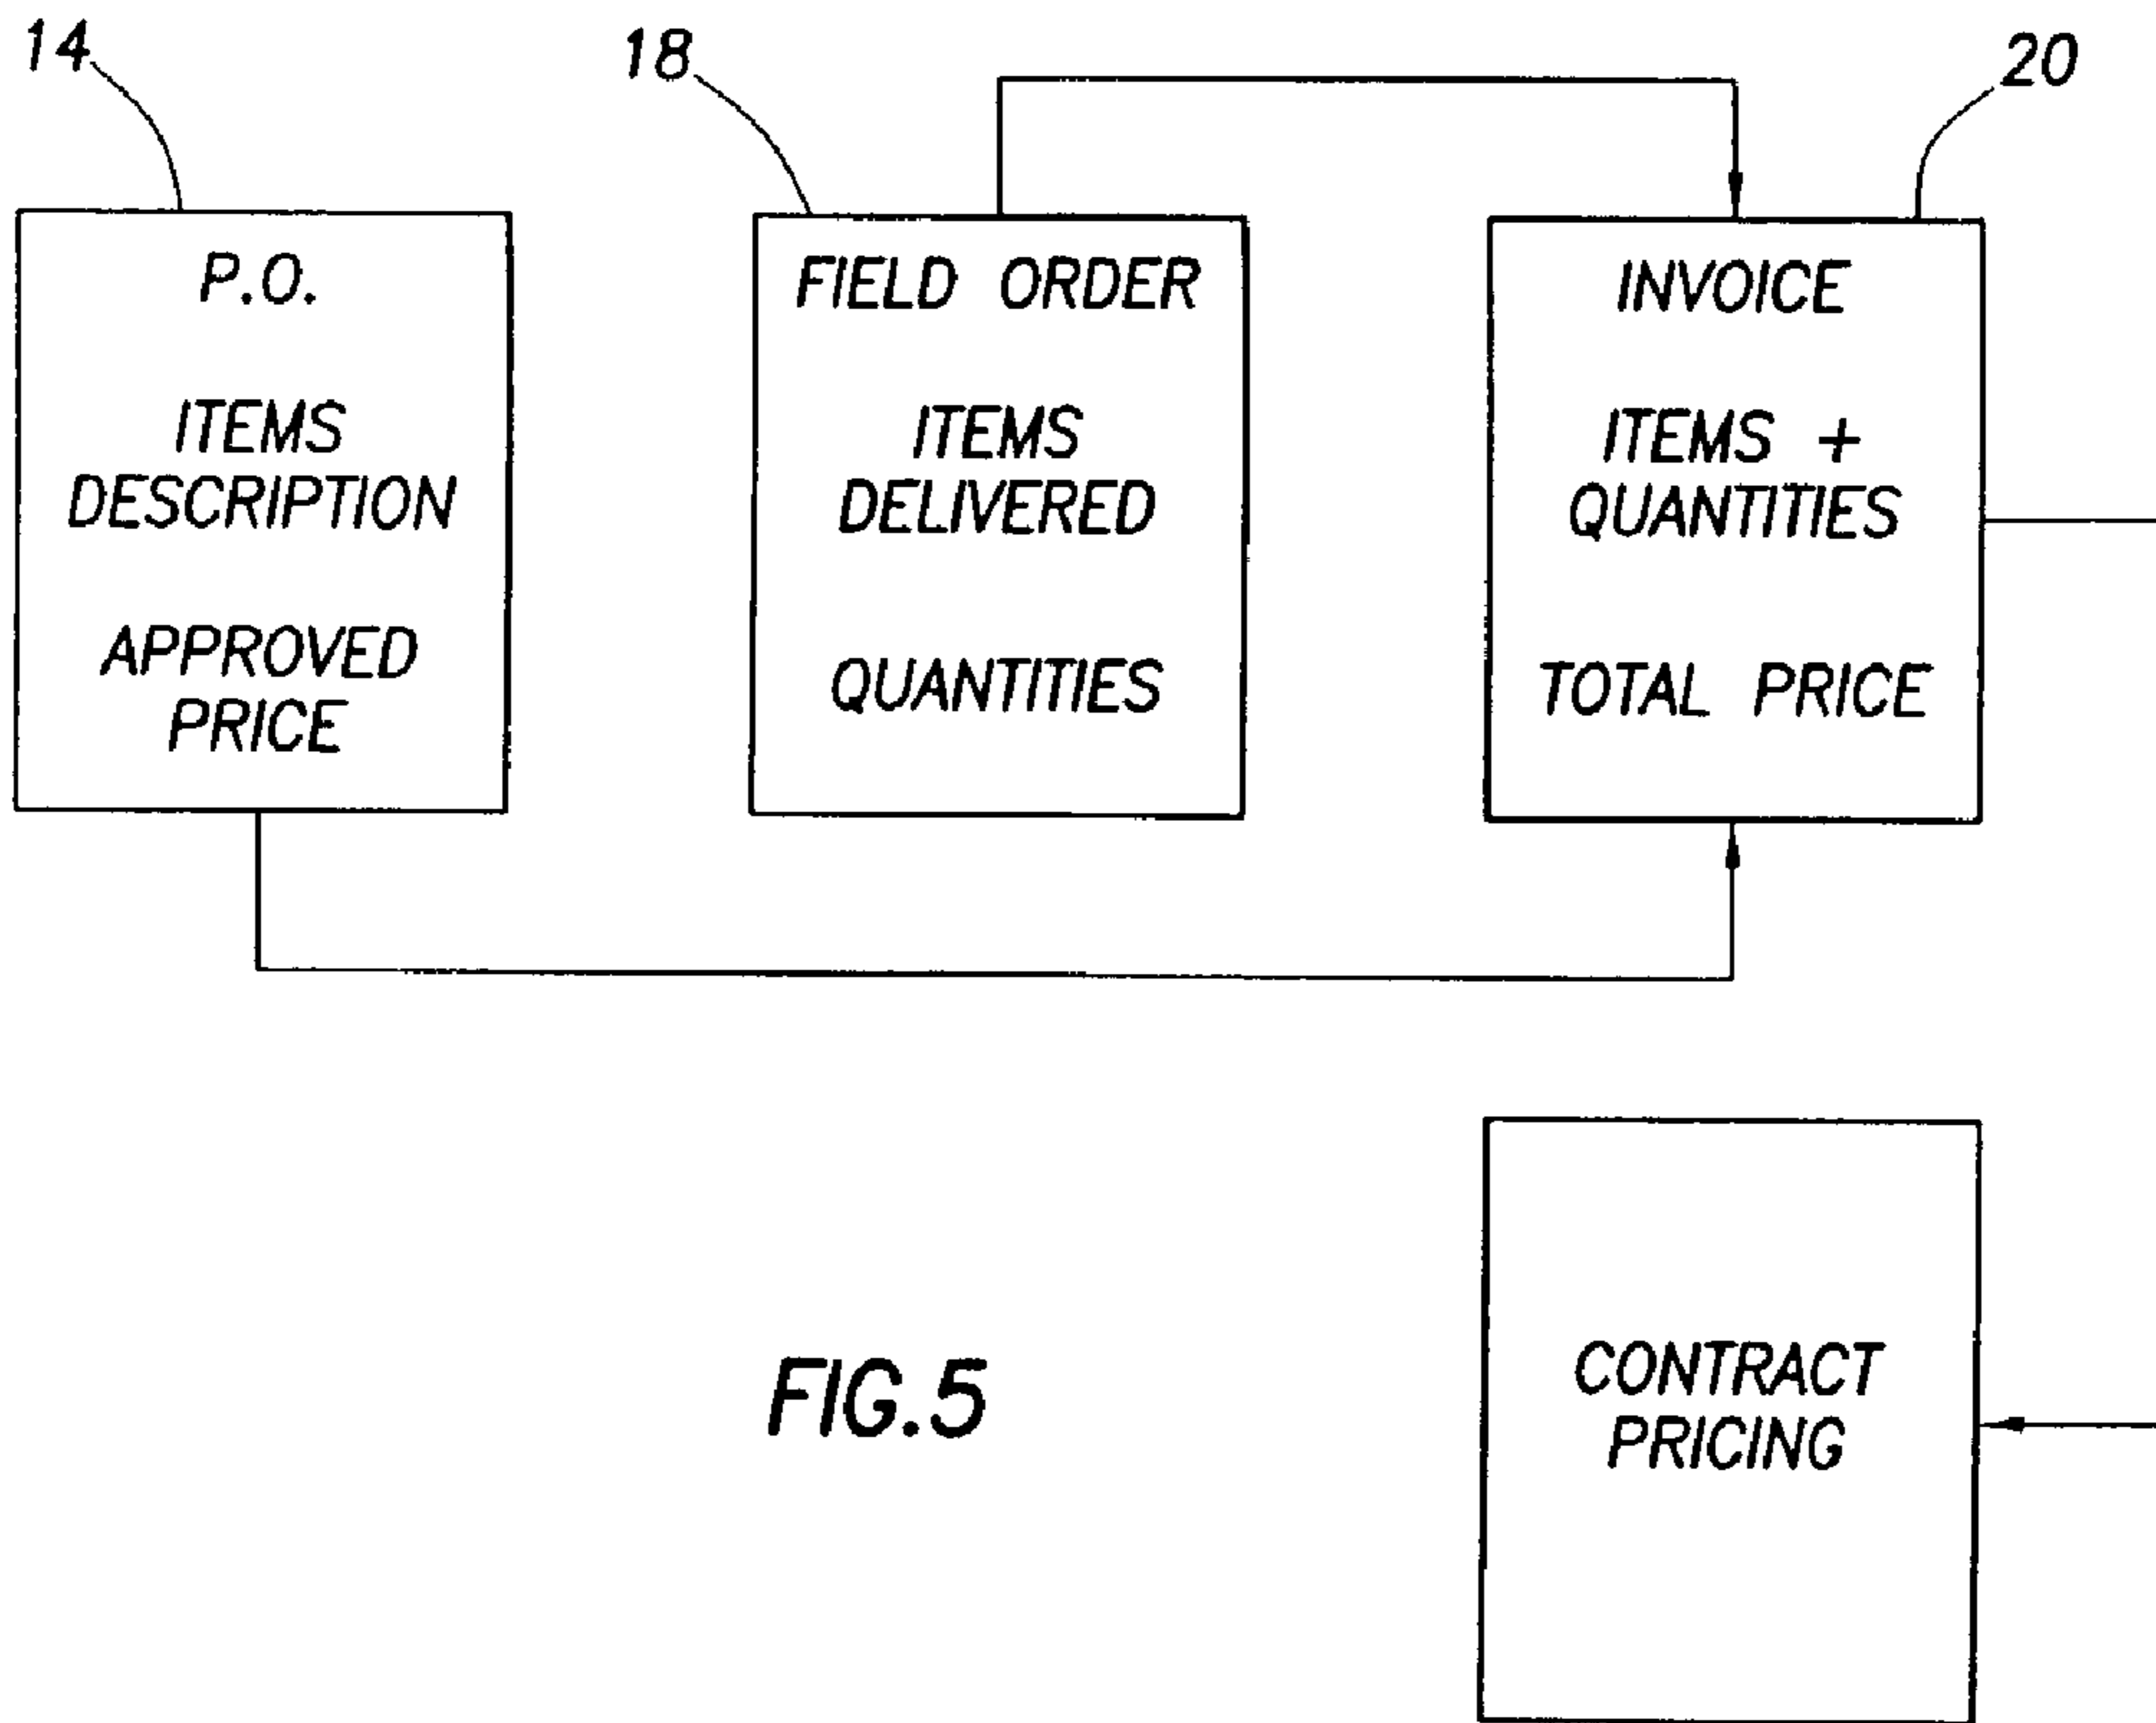 14
18
20
P.O.
ITEMS
DESCRIPTION
APPROVED
PRICE
FIELD ORDER
ITEMS
DELIVERED
QUANTITIES
INVOICE
ITEMS +
QUANTITIES
TOTAL PRICE
CONTRACT
PRICING
FIG.5